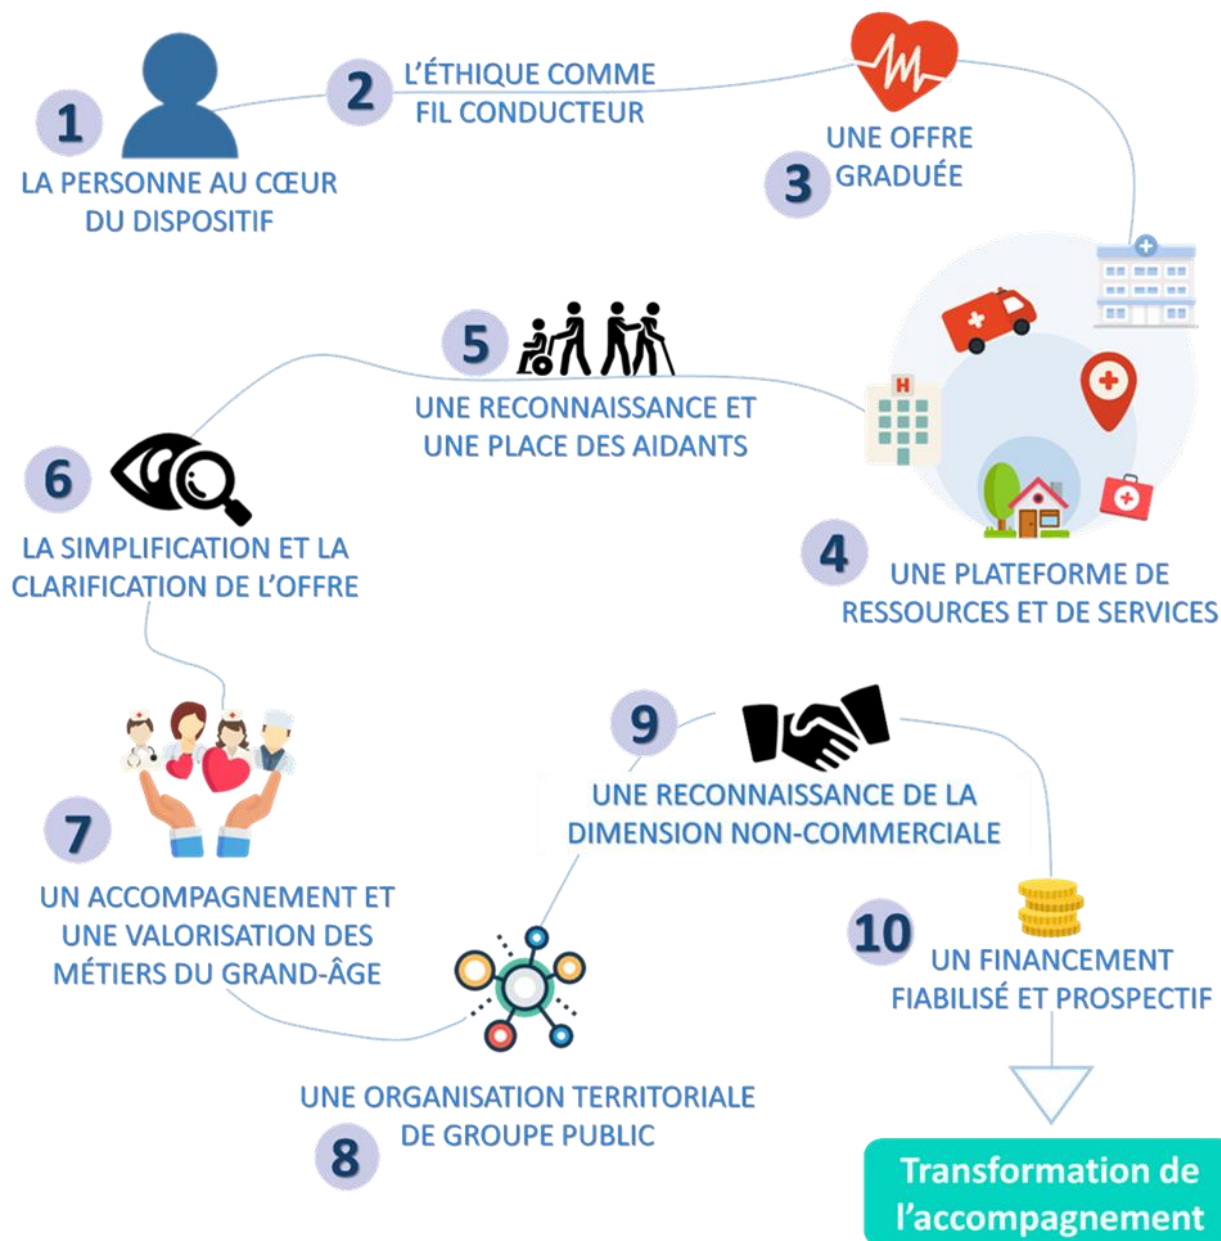 1
LA PERSONNE AU CŒUR
DU DISPOSITIF
2
L’ÉTHIQUE COMME
FIL CONDUCTEUR
3
UNE OFFRE
GRADUÉE
H
4
UNE PLATEFORME DE
RESSOURCES ET DE SERVICES
5
UNE RECONNAISSANCE ET
UNE PLACE DES AIDANTS
6
LA SIMPLIFICATION ET LA
CLARIFICATION DE L’OFFRE
7
UN ACCOMPAGNEMENT ET
UNE VALORISATION DES
MÉTIERS DU GRAND-ÂGE
8
UNE ORGANISATION TERRITORIALE
DE GROUPE PUBLIC
9
UNE RECONNAISSANCE DE LA
DIMENSION NON-COMMERCIALE
10
UN FINANCEMENT
FIABILISÉ ET PROSPECTIF
Transformation de
l’accompagnement